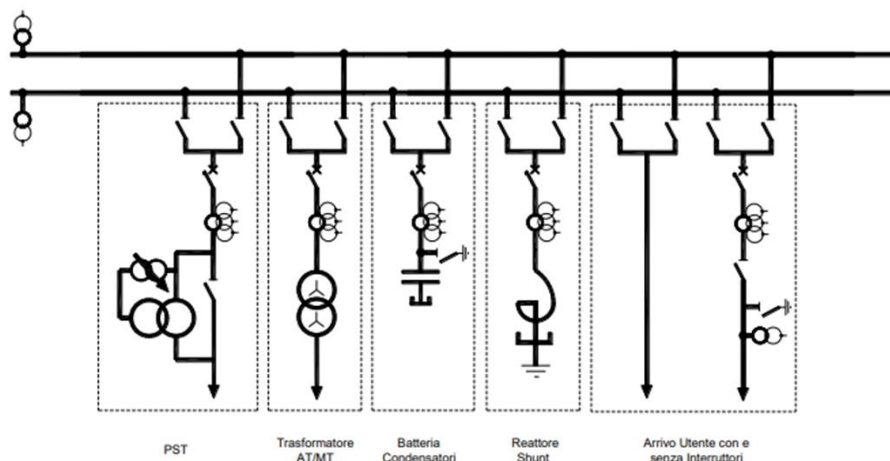 PST
Trasformatore
AT/MT
Batteria
Condensatori
Reattore
Shunt
Arrivo Utente con e
senza Interruttori